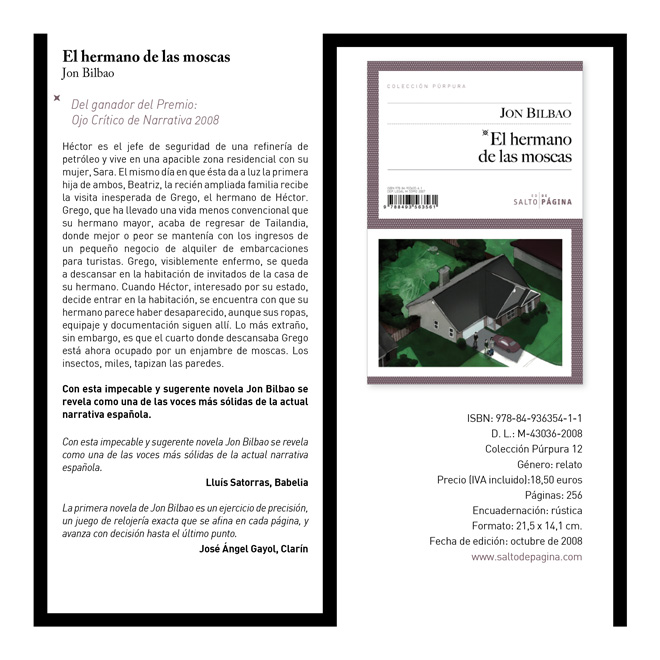 El hermano de las moscas
Jon Bilbao
Del ganador del Premio:
Ojo Crítico de Narrativa 2008
Héctor es el jefe de seguridad de una refinería de
petróleo y vive en una apacible zona residencial con su
mujer, Sara. El mismo día en que ésta da a luz la primera
hija de ambos, Beatriz, la recién ampliada familia recibe
la visita inesperada de Grego, el hermano de Héctor.
Grego, que ha llevado una vida menos convencional que
su hermano mayor, acaba de regresar de Tailandia,
donde mejor o peor se mantenía con los ingresos de
un pequeño negocio de alquiler de embarcaciones
para turistas. Grego, visiblemente enfermo, se queda
a descansar en la habitación de invitados de la casa de
su hermano. Cuando Héctor, interesado por su estado,
decide entrar en la habitación, se encuentra con que su
hermano parece haber desaparecido, aunque sus ropas,
equipaje y documentación siguen allí. Lo más extraño,
sin embargo, es que el cuarto donde descansaba Grego
está ahora ocupado por un enjambre de moscas. Los
insectos, miles, tapizan las paredes.
Con esta impecable y sugerente novela Jon Bilbao se
revela como una de las voces más sólidas de la actual
narrativa española.
Con esta impecable y sugerente novela Jon Bilbao se revela
como una de las voces más sólidas de la actual narrativa
española.
Lluís Satorras, Babelia
La primera novela de Jon Bilbao es un ejercicio de precisión,
un juego de relojería exacta que se afina en cada página, y
avanza con decisión hasta el último punto.
José Ángel Gayol, Clarín
COLECCIÓN PÚRPURA
JON BILBAO
El hermano
de las moscas
SALTO PÁGINA
ISBN: 978-84-936354-1-1
D. L.: M-43036-2008
Colección Púrpura 12
Género: relato
Precio (IVA incluido):18,50 euros
Páginas: 256
Encuadernación: rústica
Formato: 21,5 x 14,1 cm.
Fecha de edición: octubre de 2008
www.saltodepagina.com